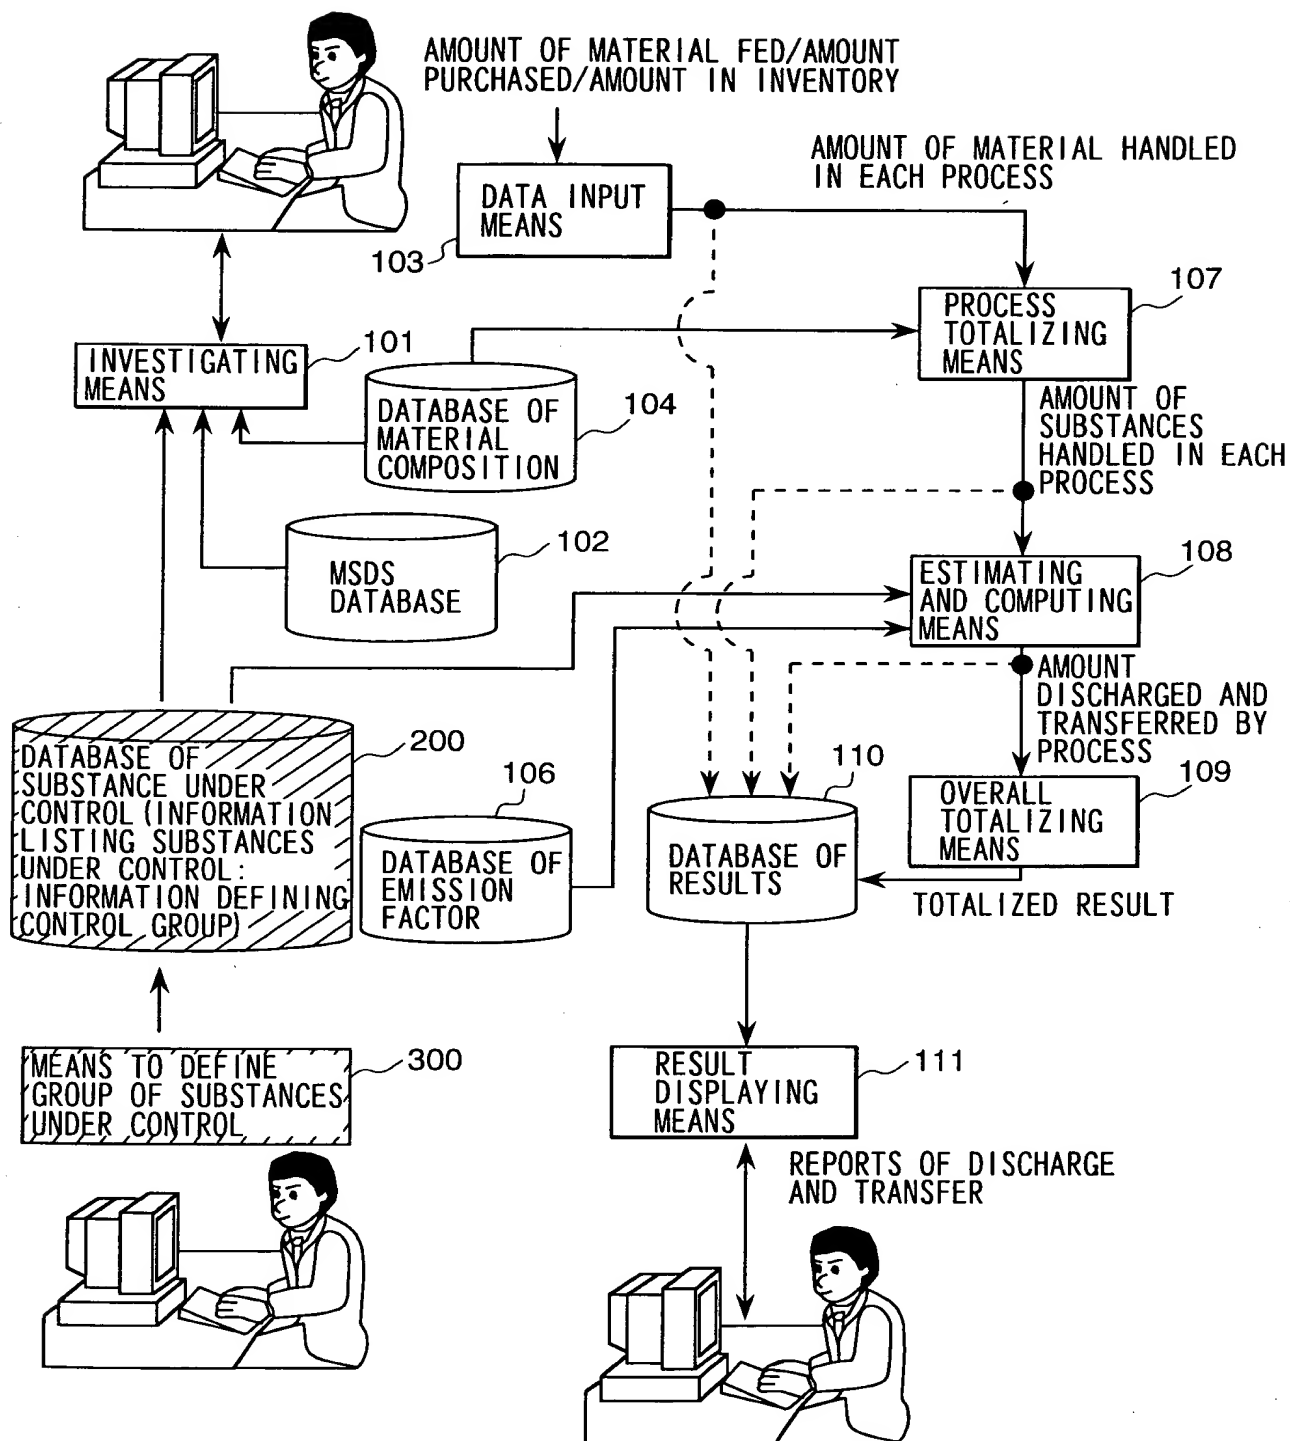 AMOUNT OF MATERIAL FED/AMOUNT
PURCHASED/AMOUNT IN INVENTORY
AMOUNT OF MATERIAL HANDLED
IN EACH PROCESS
DATA INPUT
MEANS
103
107
PROCESS
TOTALIZING
MEANS
101
INVESTIGATING
MEANS
104
DATABASE OF
MATERIAL
COMPOSITION
AMOUNT OF
SUBSTANCES
HANDLED IN EACH
PROCESS
102
MSDS
DATABASE
108
ESTIMATING
AND COMPUTING
MEANS
AMOUNT
DISCHARGED AND
TRANSFERRED BY
PROCESS
200
DATABASE OF
SUBSTANCE UNDER
CONTROL (INFORMATION
LISTING SUBSTANCES
UNDER CONTROL:
INFORMATION DEFINING
CONTROL GROUP)
106
DATABASE OF
EMISSION
FACTOR
110
DATABASE OF
RESULTS
109
OVERALL
TOTALIZING
MEANS
TOTALIZED RESULT
300
MEANS TO DEFINE
GROUP OF SUBSTANCES
UNDER CONTROL
111
RESULT
DISPLAYING
MEANS
REPORTS OF DISCHARGE
AND TRANSFER